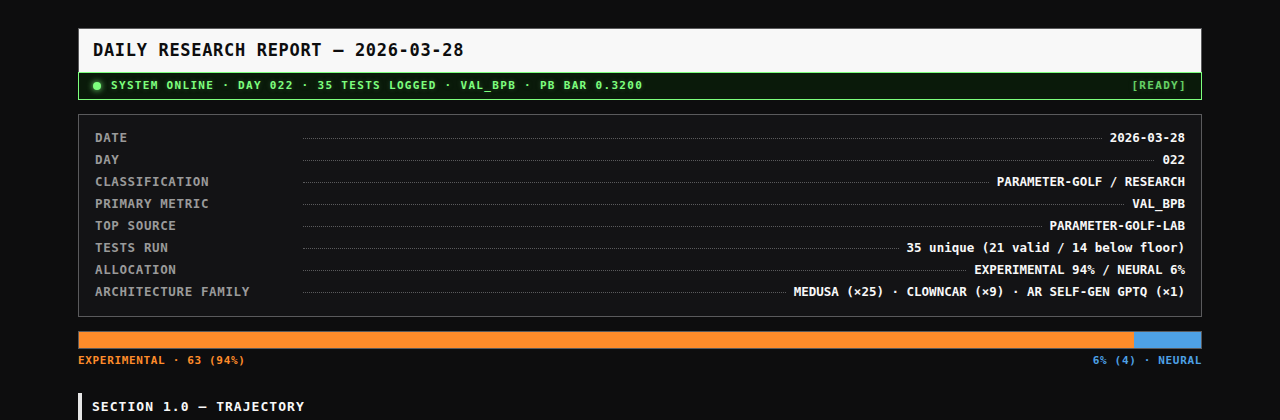 DAILY RESEARCH REPORT — 2026-03-28
SYSTEM ONLINE · DAY 022 · 35 TESTS LOGGED · VAL_BPB · PB BAR 0.3200 [READY]
DATE 2026-03-28
DAY 022
CLASSIFICATION PARAMETER-GOLF / RESEARCH
PRIMARY METRIC VAL_BPB
TOP SOURCE PARAMETER-GOLF-LAB
TESTS RUN 35 unique (21 valid / 14 below floor)
ALLOCATION EXPERIMENTAL 94% / NEURAL 6%
ARCHITECTURE FAMILY MEDUSA (×25) · CLOWNCAR (×9) · AR SELF-GEN GPTQ (×1)
EXPERIMENTAL · 63 (94%) 6% (4) · NEURAL
SECTION 1.0 — TRAJECTORY